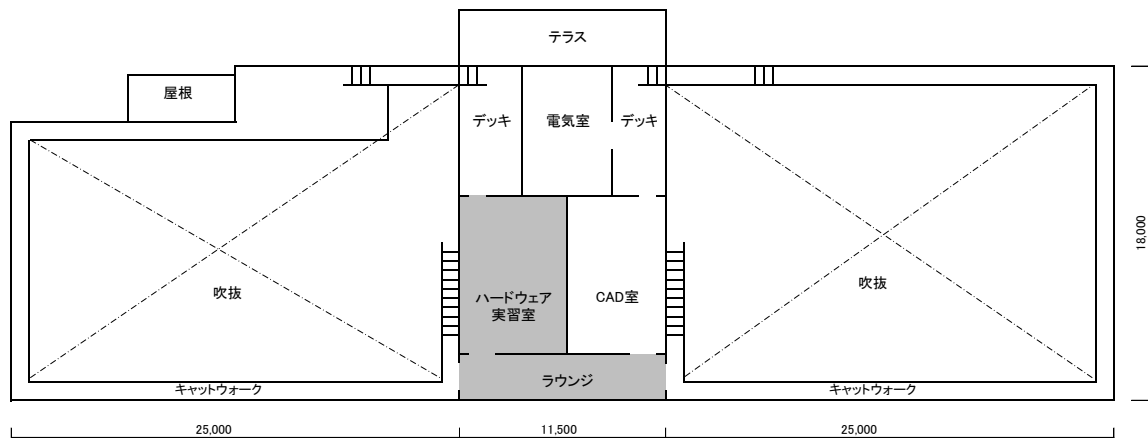 テラス
屋根
デッキ
電気室
デッキ
18,000
吹抜
ハードウェア
実習室
CAD室
吹抜
キャットウォーク
ラウンジ
キャットウォーク
25,000
11,500
25,000